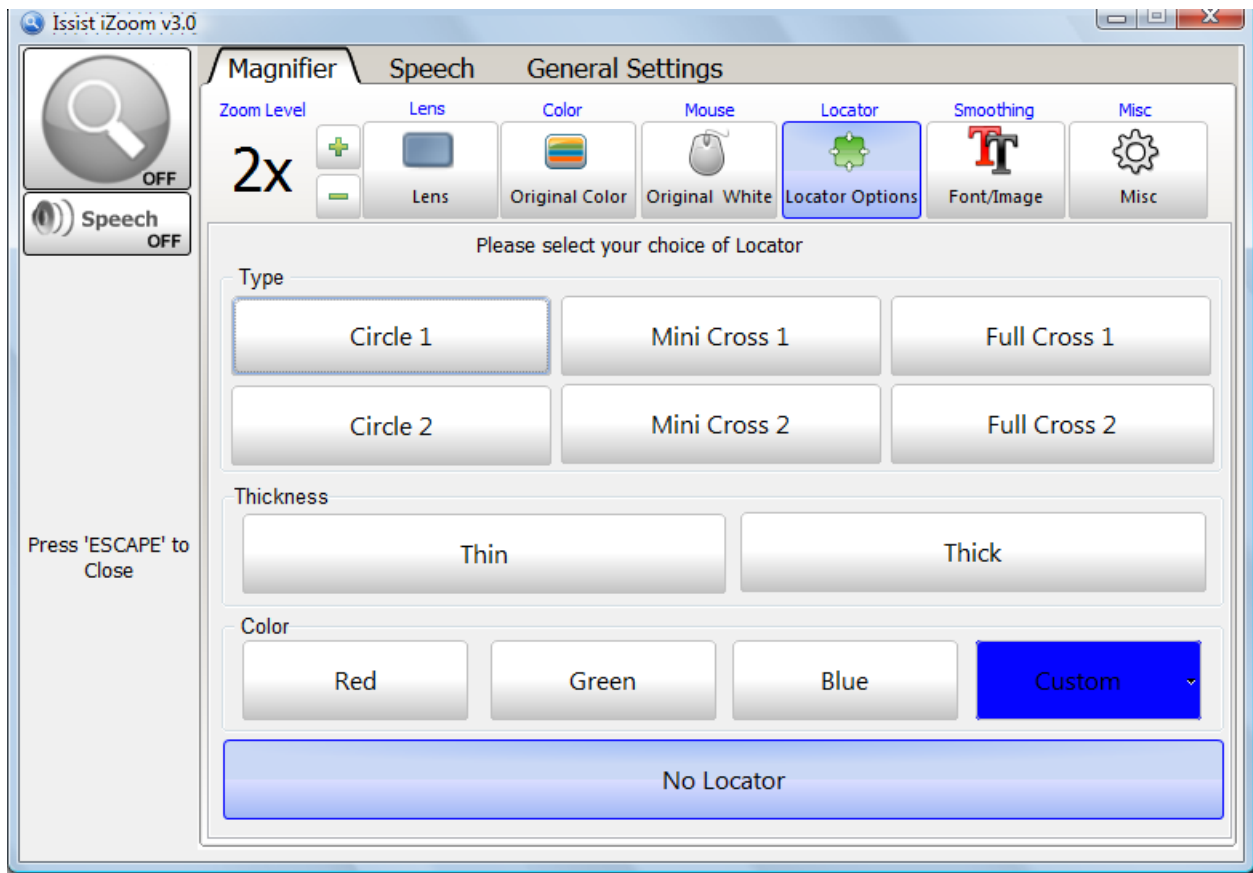 Issist iZoom v3.0
OFF
Speech
OFF
Press 'ESCAPE' to
Close
Magnifier Speech General Settings
Zoom Level Lens Color Mouse Locator Smoothing Misc
2x
Lens Original Color Original White Locator Options Font/Image Misc
Please select your choice of Locator
Type
Circle 1 Mini Cross 1 Full Cross 1
Circle 2 Mini Cross 2 Full Cross 2
Thickness
Thin Thick
Color
Red Green Blue Custom
No Locator